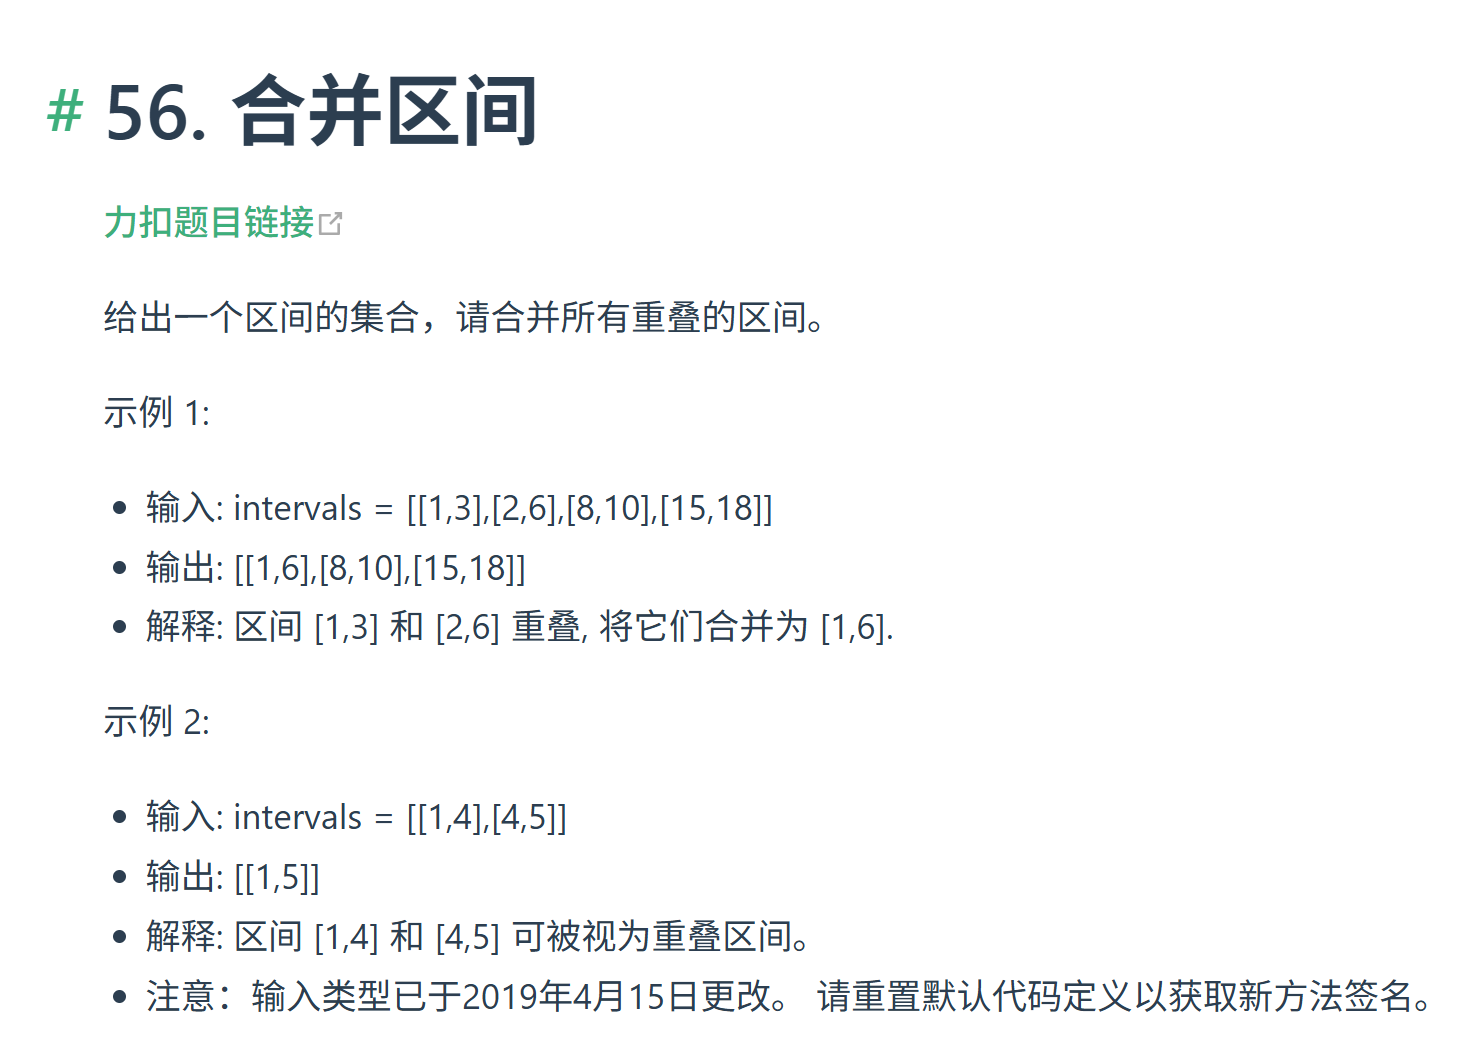 # 56. 合并区间
力扣题目链接
给出一个区间的集合，请合并所有重叠的区间。
示例 1:
• 输入: intervals = [[1,3],[2,6],[8,10],[15,18]]
• 输出: [[1,6],[8,10],[15,18]]
• 解释: 区间 [1,3] 和 [2,6] 重叠, 将它们合并为 [1,6].
示例 2:
• 输入: intervals = [[1,4],[4,5]]
• 输出: [[1,5]]
• 解释: 区间 [1,4] 和 [4,5] 可被视为重叠区间。
• 注意：输入类型已于2019年4月15日更改。 请重置默认代码定义以获取新方法签名。